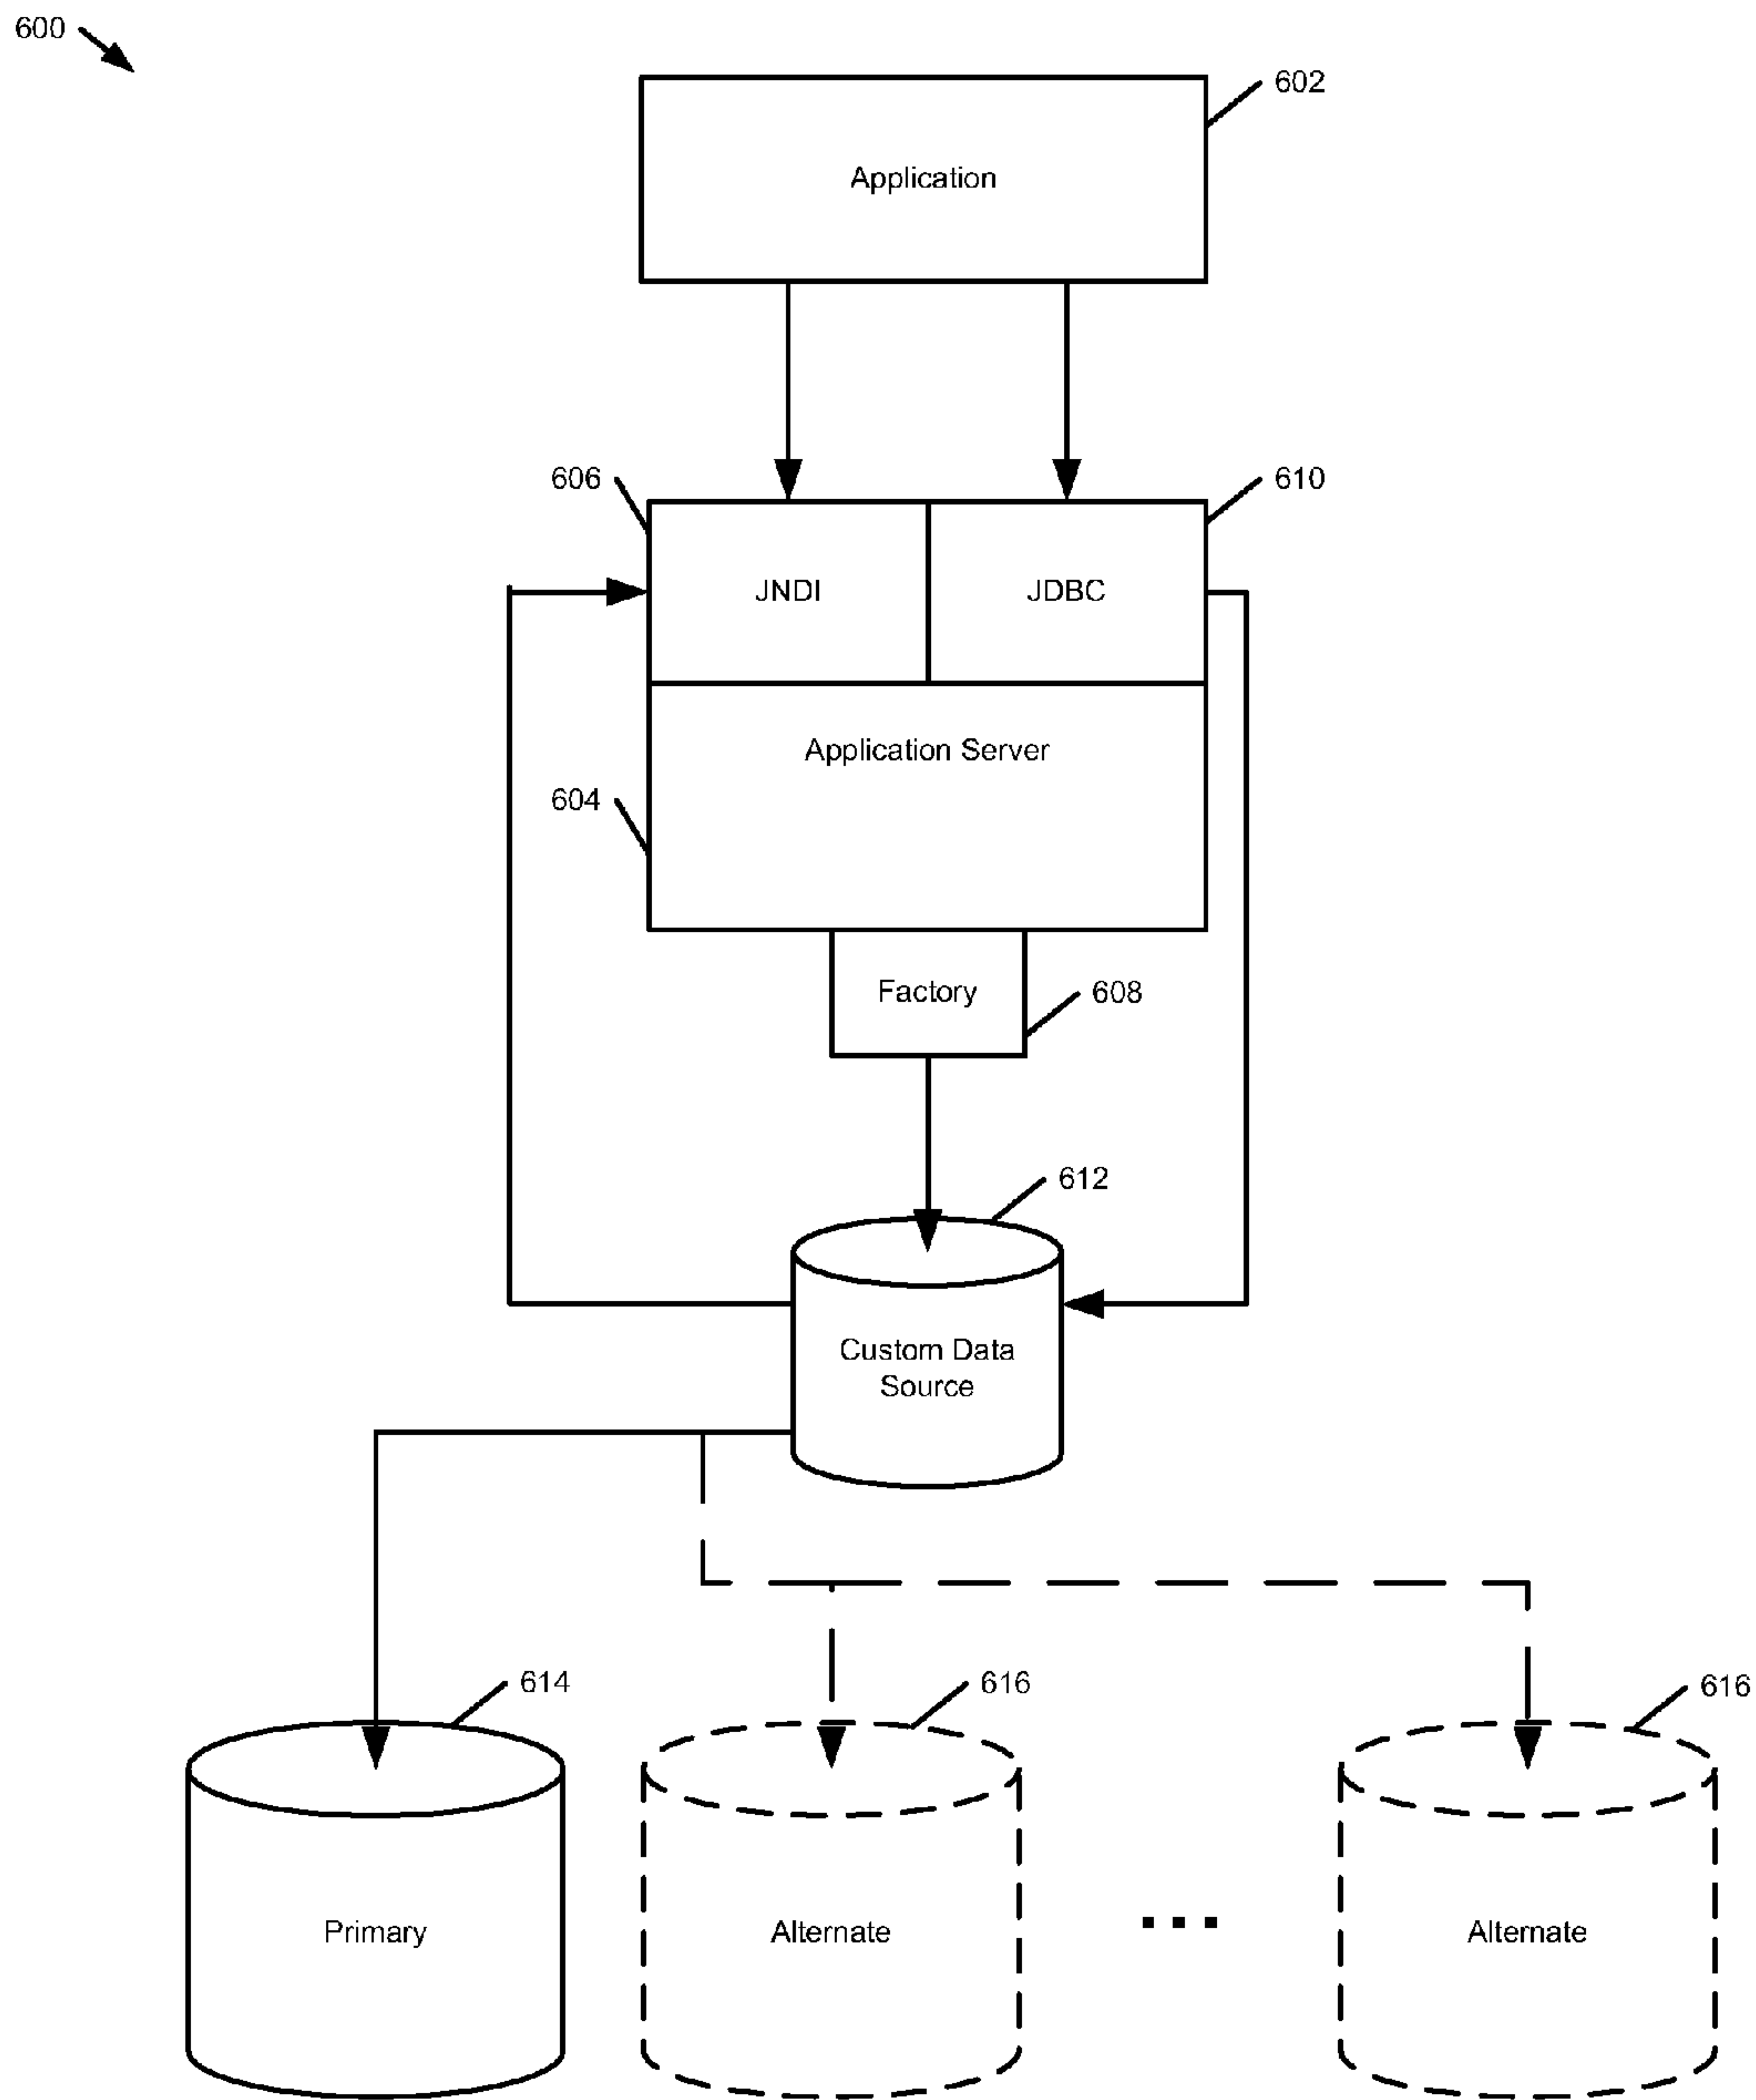 600
602
Application
606
610
JNDI
JDBC
Application Server
604
Factory
608
612
Custom Data
Source
614
616
616
Primary
Alternate
...
Alternate